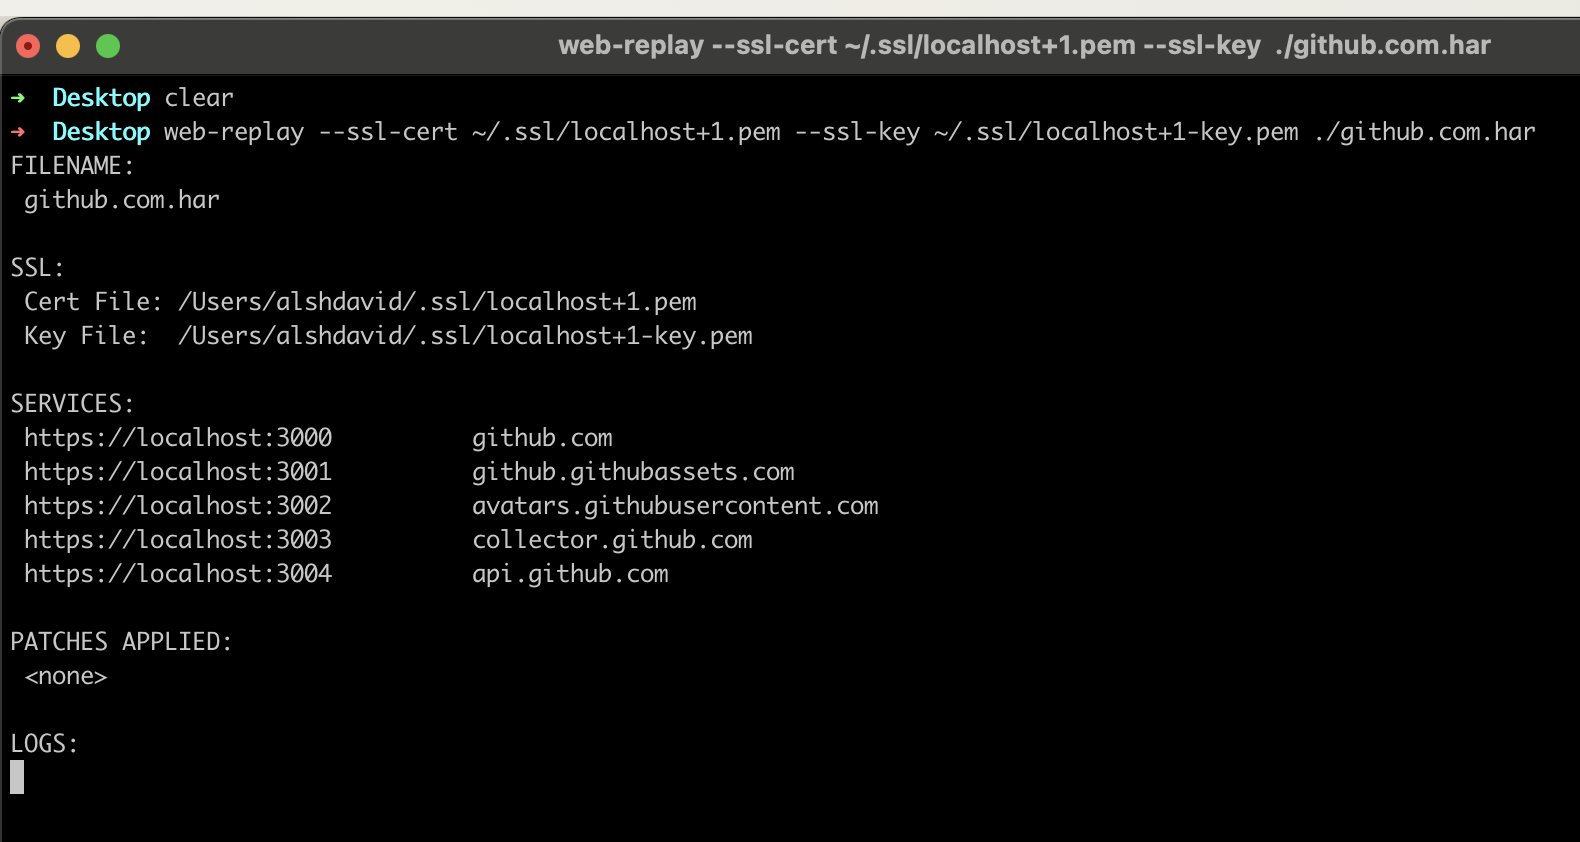 web-replay --ssl-cert ~/.ssl/localhost+1.pem --ssl-key ./github.com.har
➜ Desktop clear
➜ Desktop web-replay --ssl-cert ~/.ssl/localhost+1.pem --ssl-key ~/.ssl/localhost+1-key.pem ./github.com.har
FILENAME:
github.com.har
SSL:
Cert File: /Users/alshdavid/.ssl/localhost+1.pem
Key File: /Users/alshdavid/.ssl/localhost+1-key.pem
SERVICES:
https://localhost:3000 github.com
https://localhost:3001 github.githubassets.com
https://localhost:3002 avatars.githubusercontent.com
https://localhost:3003 collector.github.com
https://localhost:3004 api.github.com
PATCHES APPLIED:
<none>
LOGS: